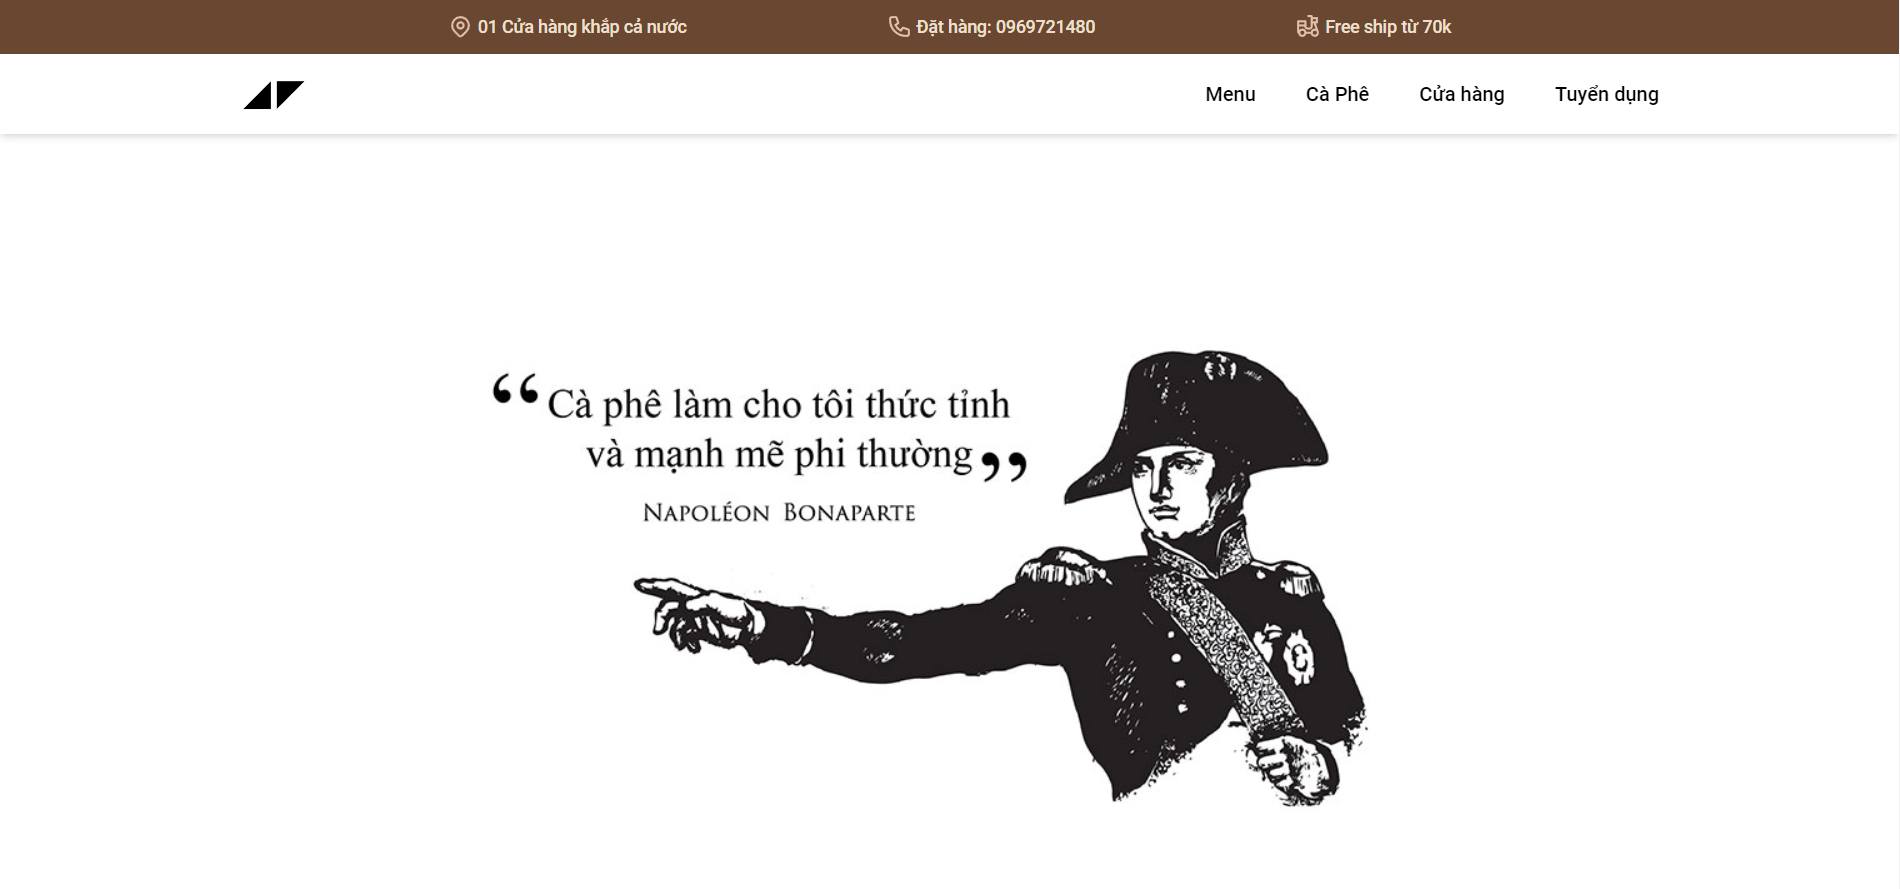 01 Cửa hàng khắp cả nước
Đặt hàng: 0969721480
Free ship từ 70k
Menu
Cà Phê
Cửa hàng
Tuyển dụng
“Cà phê làm cho tôi thức tỉnh
và mạnh mẽ phi thường”
NAPOLÉON BONAPARTE